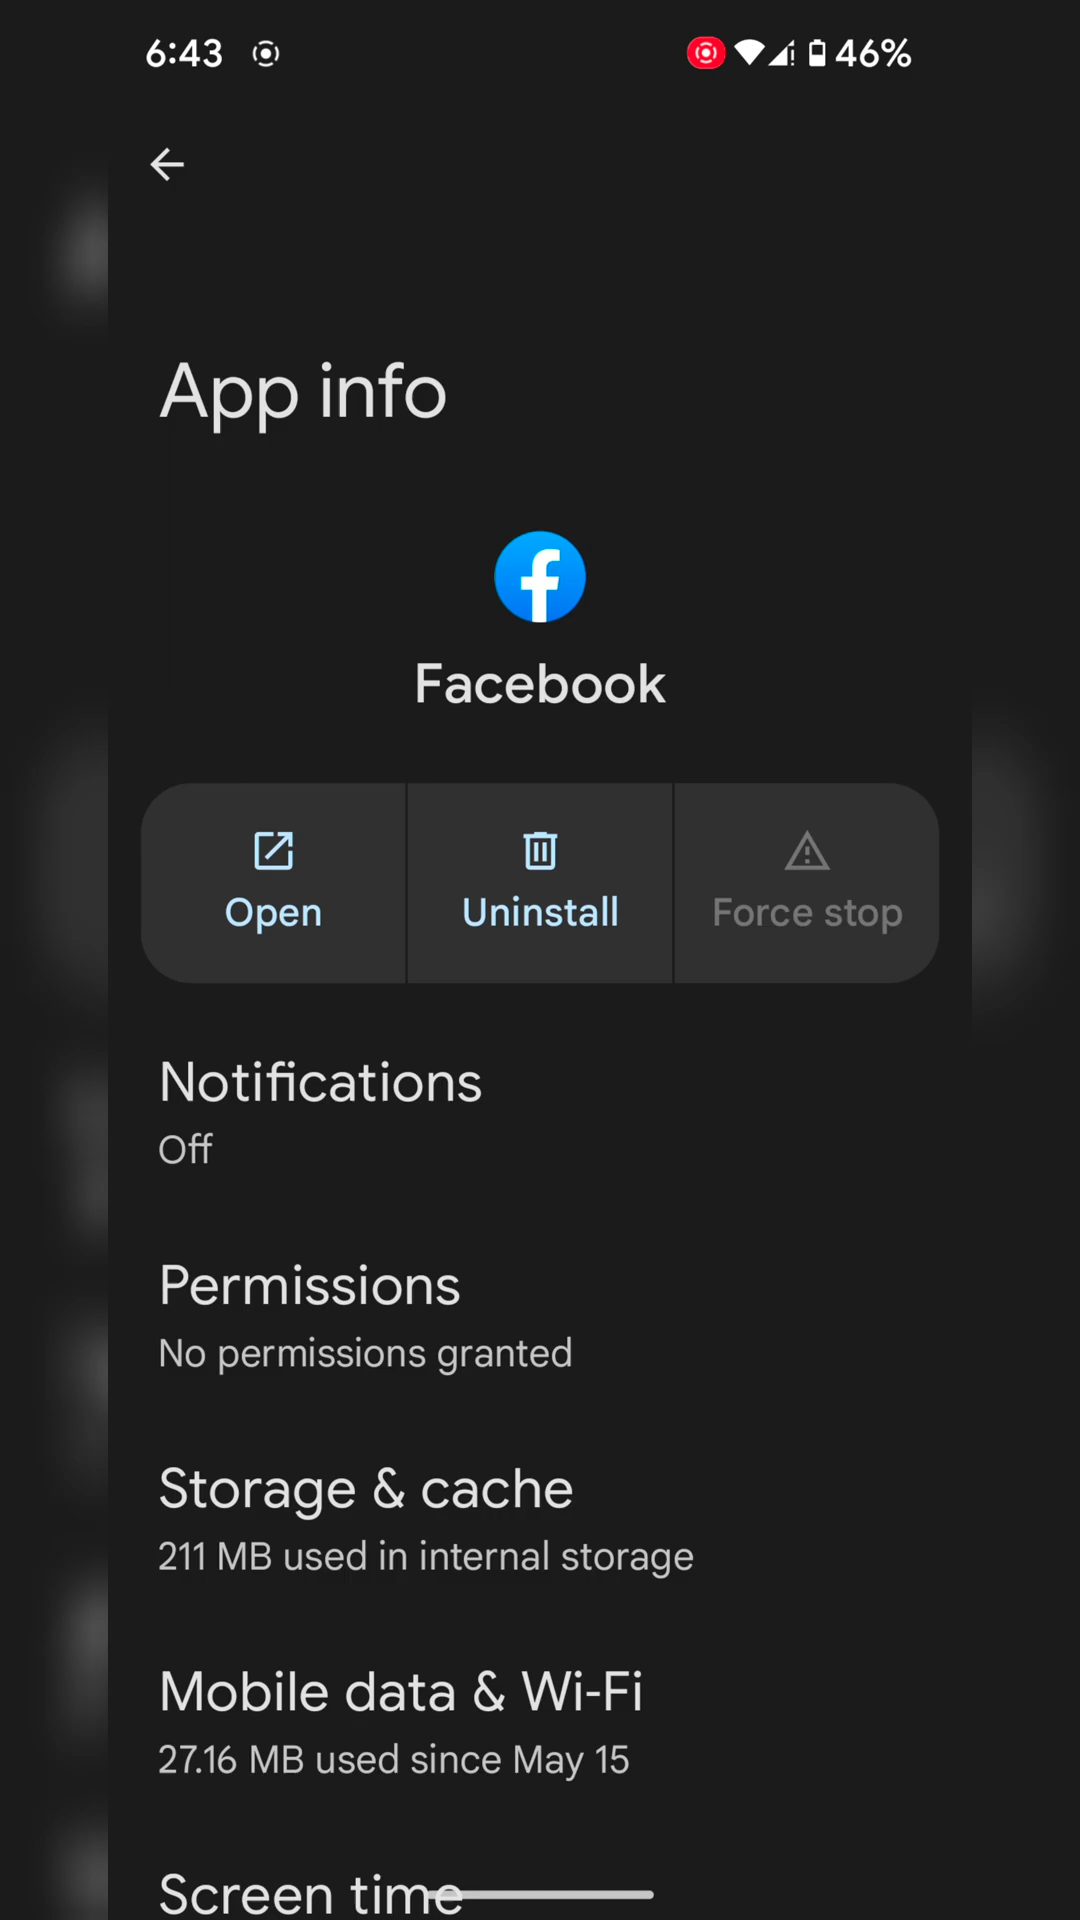 6:43
46%
App info
Facebook
Open
Uninstall
Force stop
Notifications
Off
Permissions
No permissions granted
Storage & cache
211 MB used in internal storage
Mobile data & Wi-Fi
27.16 MB used since May 15
Screen time